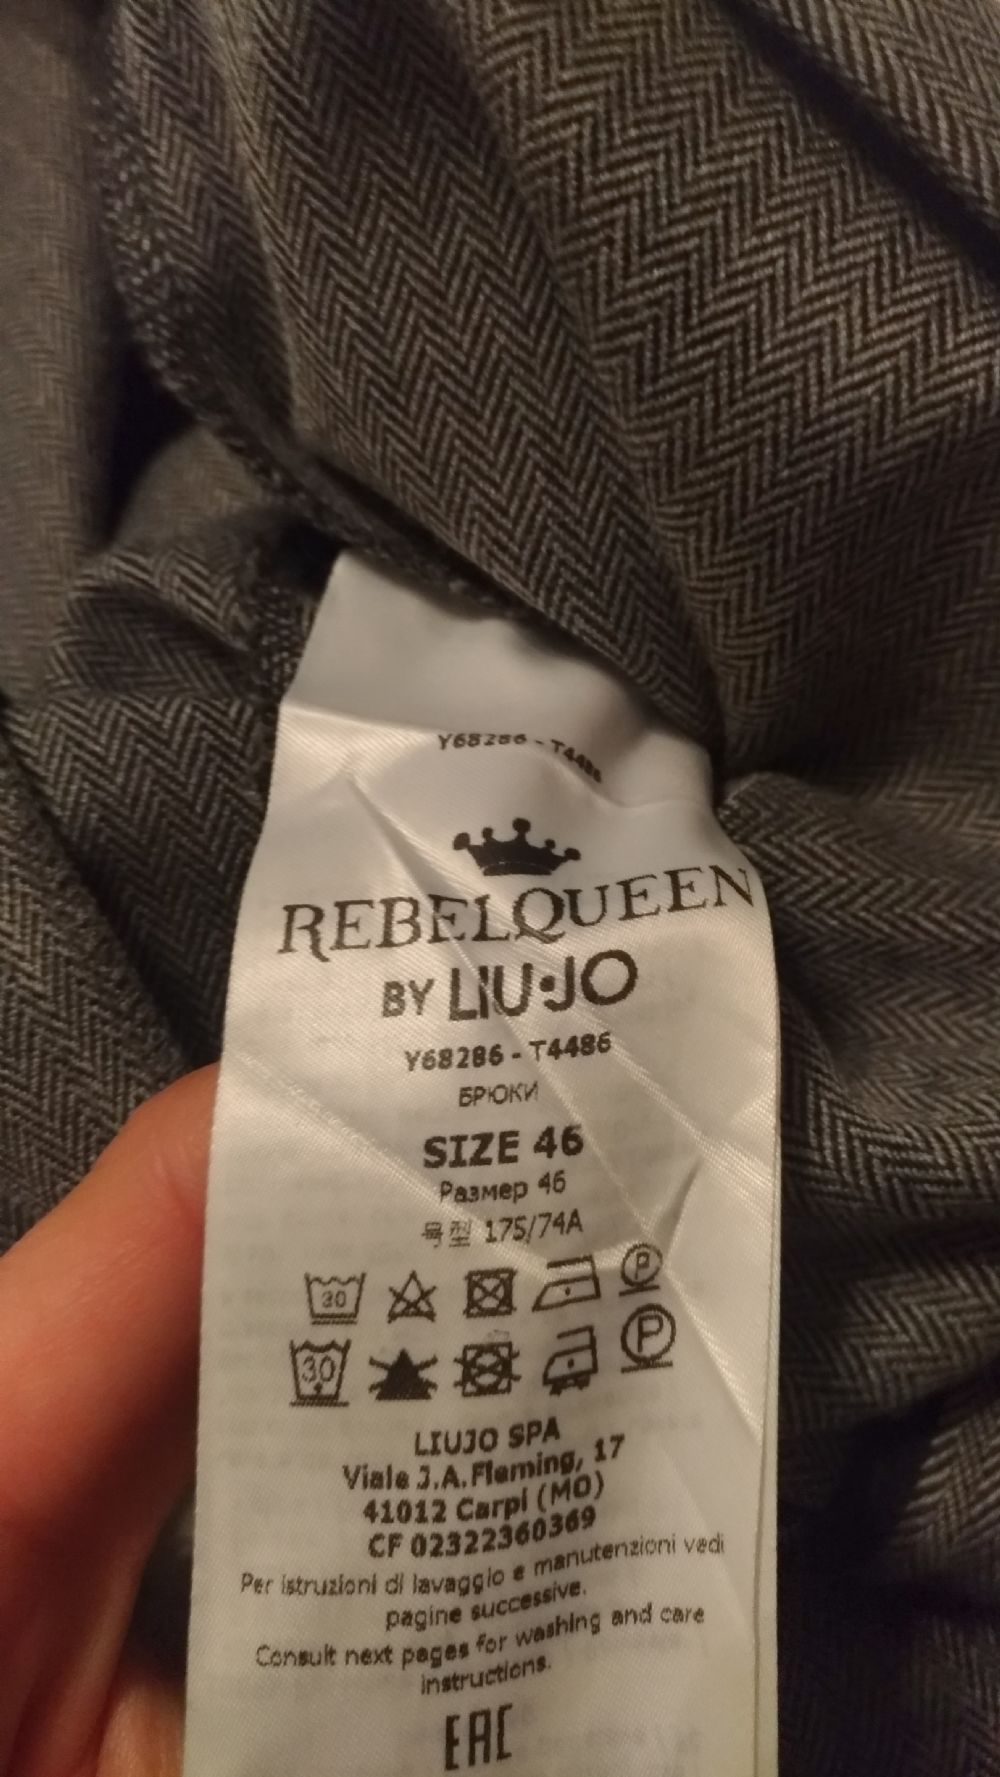 Y68286 - T4486
REBELQUEEN
BY LIU·JO
Y68286 - T4486
БРЮКИ
SIZE 46
Размер 46
号型 175/74A
30 P
30 P
LIUJO SPA
Viale J.A.Fleming, 17
41012 Carpi (MO)
CF 02322360369
Per istruzioni di lavaggio e manutenzioni vedi
pagine successive.
Consult next pages for washing and care
instructions.
EAC